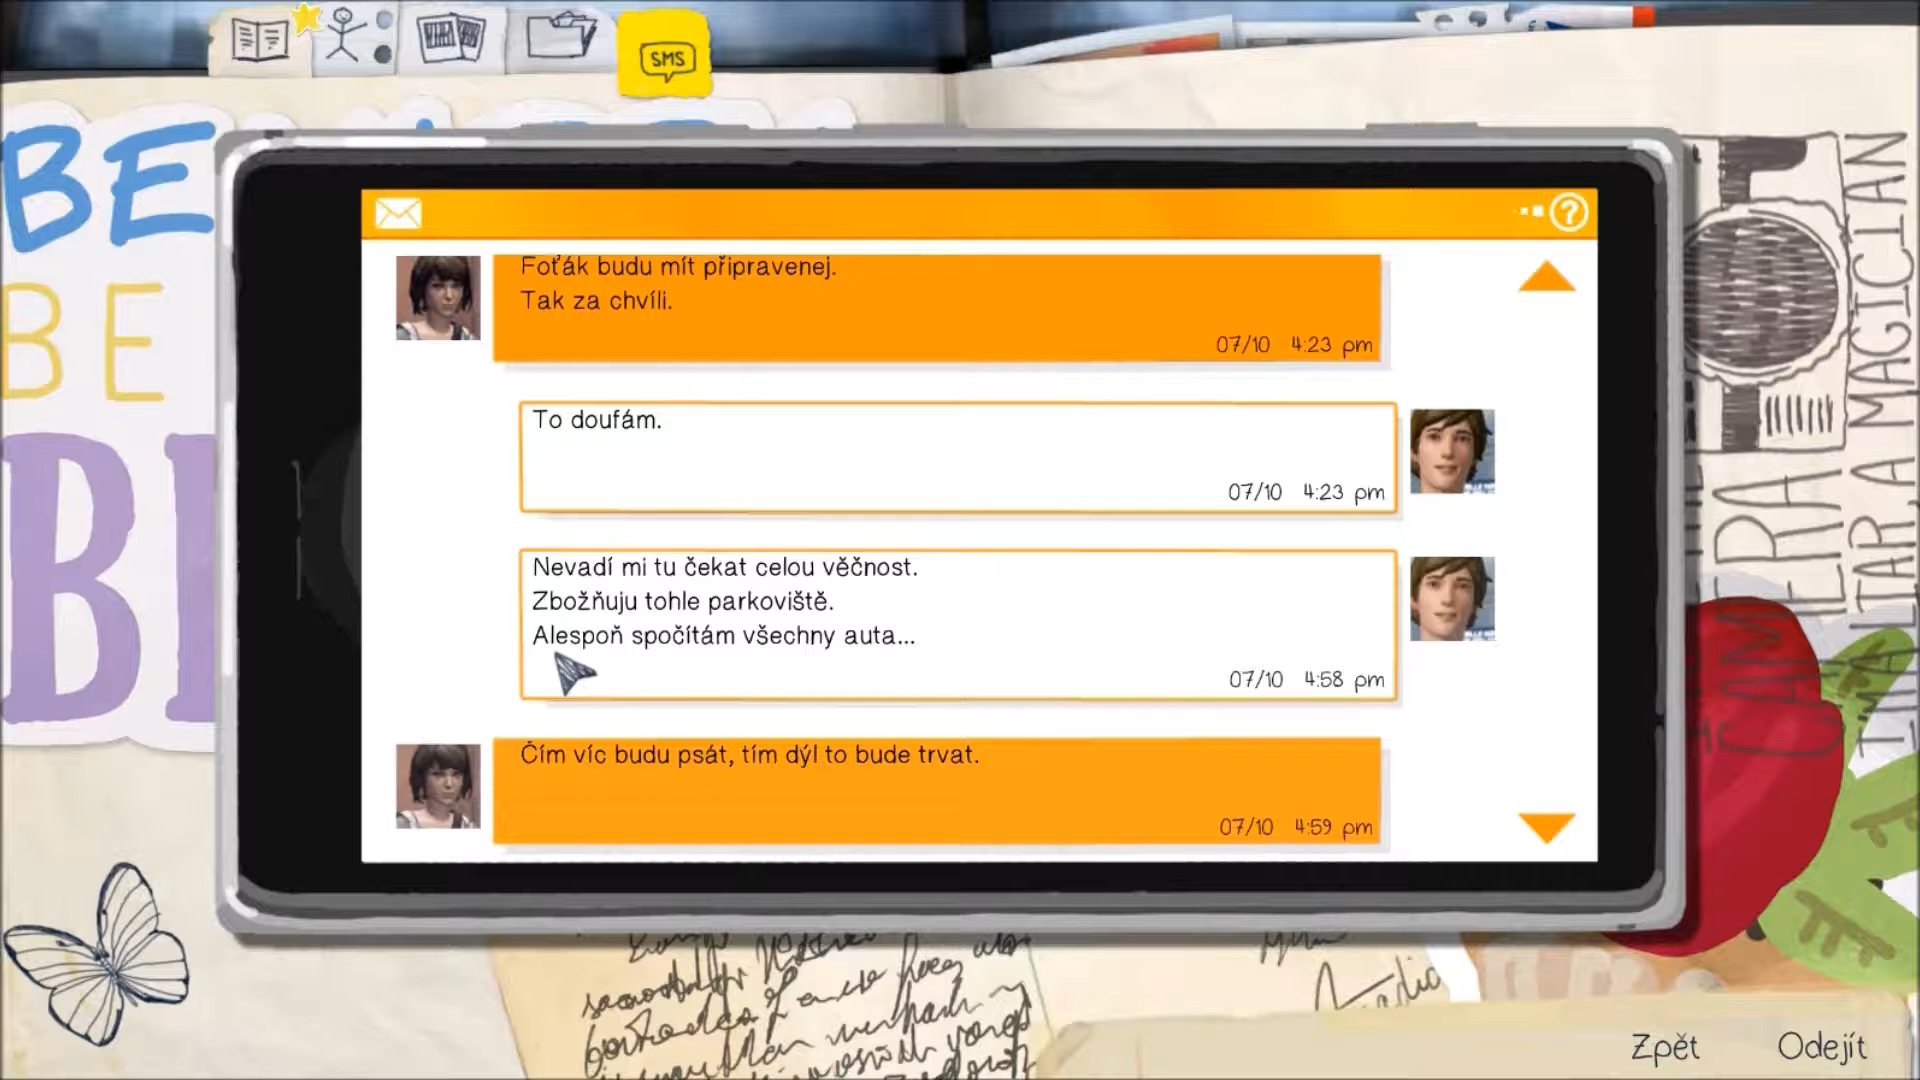 SMS
BE
BE
?
Foťák budu mít připravenej.
Tak za chvíli.
07/10 4:23 pm
To doufám.
07/10 4:23 pm
Nevadí mi tu čekat celou věčnost.
Zbožňuju tohle parkoviště.
Alespoň spočítám všechny auta...
07/10 4:58 pm
Čím víc budu psát, tím dýl to bude trvat.
07/10 4:59 pm
CAMERA
MAGICIAN
Zpět
Odejít